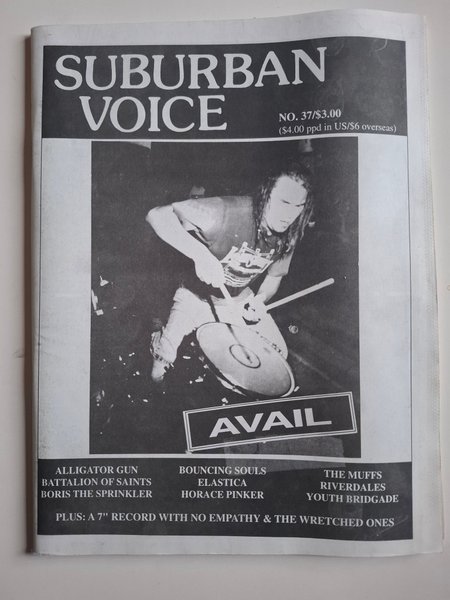 SUBURBAN
VOICE
NO. 37/$3.00
($4.00 ppd in US/$6 overseas)
AVAIL
ALLIGATOR GUN
BATTALION OF SAINTS
BORIS THE SPRINKLER
BOUNCING SOULS
ELASTICA
HORACE PINKER
THE MUFFS
RIVERDALES
YOUTH BRIDGADE
PLUS: A 7" RECORD WITH NO EMPATHY & THE WRETCHED ONES